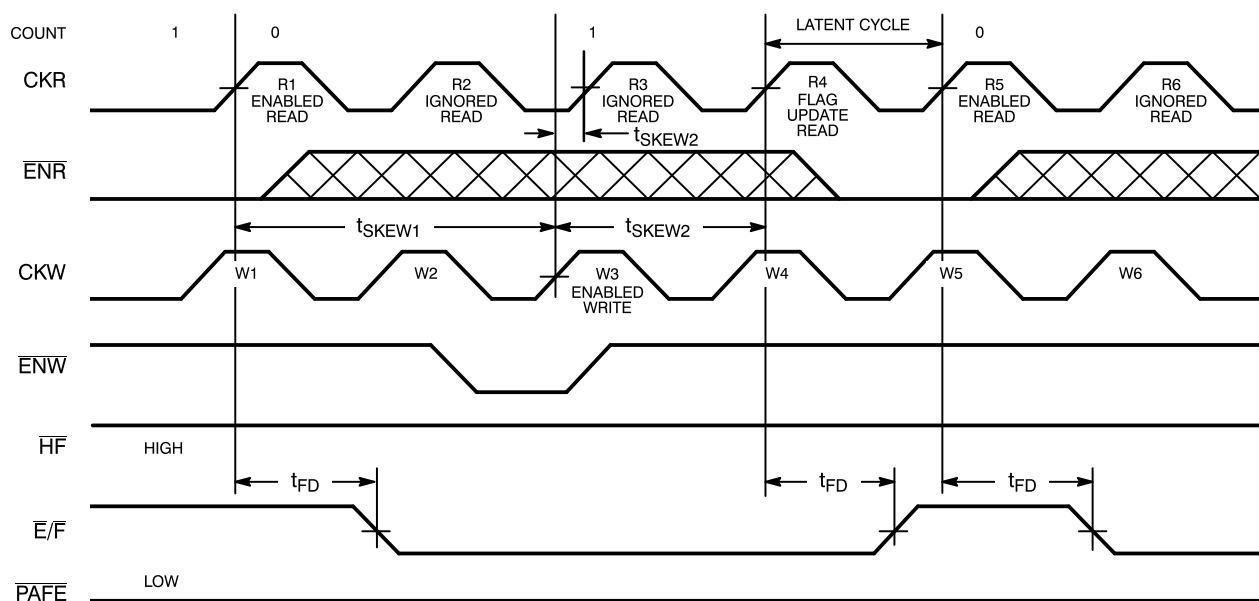 COUNT 1 0 1 LATENT CYCLE 0
CKR
R1 ENABLED READ
R2 IGNORED READ
R3 IGNORED READ
R4 FLAG UPDATE READ
R5 ENABLED READ
R6 IGNORED READ
tSKEW2
ENR
tSKEW1 tSKEW2
CKW
W1 W2 W3 W4 W5 W6
ENABLED
WRITE
ENW
HF HIGH
tFD tFD tFD
E/F
LOW
PAFE